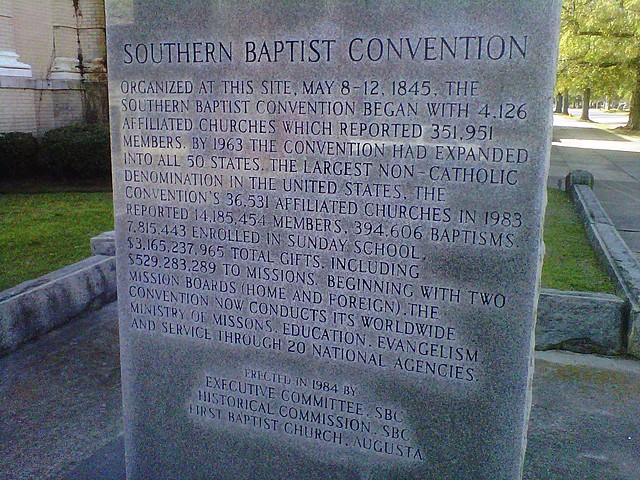 SOUTHERN BAPTIST CONVENTION
ORGANIZED AT THIS SITE, MAY 8-12, 1845, THE
SOUTHERN BAPTIST CONVENTION BEGAN WITH 4,126
AFFILIATED CHURCHES WHICH REPORTED 351,951
MEMBERS. BY 1963 THE CONVENTION HAD EXPANDED
INTO ALL 50 STATES. THE LARGEST NON-CATHOLIC
DENOMINATION IN THE UNITED STATES, THE
CONVENTION'S 36,531 AFFILIATED CHURCHES IN 1983
REPORTED 14,185,454 MEMBERS, 394,606 BAPTISMS,
7,815,443 ENROLLED IN SUNDAY SCHOOL,
$3,165,237,965 TOTAL GIFTS, INCLUDING
$529,283,289 TO MISSIONS. BEGINNING WITH TWO
MISSION BOARDS (HOME AND FOREIGN), THE
CONVENTION NOW CONDUCTS ITS WORLDWIDE
MINISTRY OF MISSONS, EDUCATION, EVANGELISM
AND SERVICE THROUGH 20 NATIONAL AGENCIES.
ERECTED IN 1984 BY
EXECUTIVE COMMITTEE, SBC
HISTORICAL COMMISSION, SBC
FIRST BAPTIST CHURCH, AUGUSTA